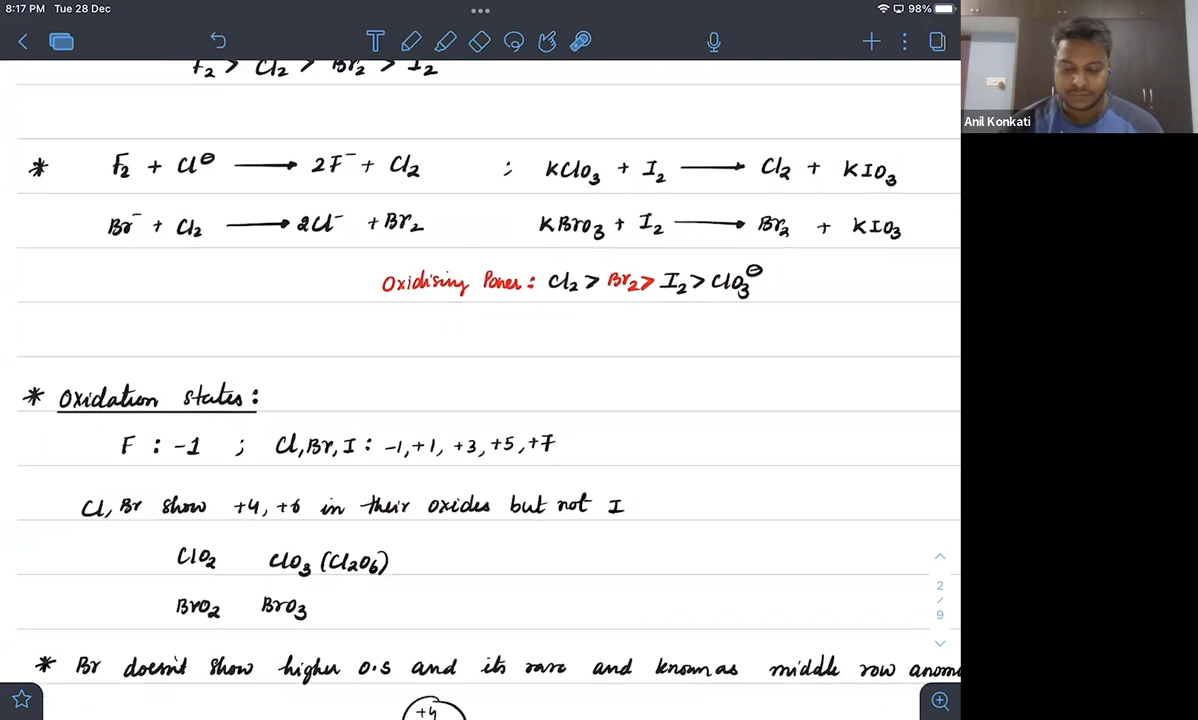 8:17 PM Tue 28 Dec
98%
Anil Konkati
F2 > Cl2 > Br2 > I2
* F2 + Cl⊖ ⟶ 2F⁻ + Cl2 ; KClO3 + I2 ⟶ Cl2 + KIO3
Br⁻ + Cl2 ⟶ 2Cl⁻ + Br2 KBrO3 + I2 ⟶ Br2 + KIO3
Oxidising Power : Cl2 > Br2 > I2 > ClO3⊖
* Oxidation states :
F : -1 ; Cl, Br, I : -1, +1, +3, +5, +7
Cl, Br show +4, +6 in their oxides but not I
ClO2 ClO3 (Cl2O6)
BrO2 BrO3
2
/
9
* Br doesn't show higher o.s and its rare and known as middle row anom
+4